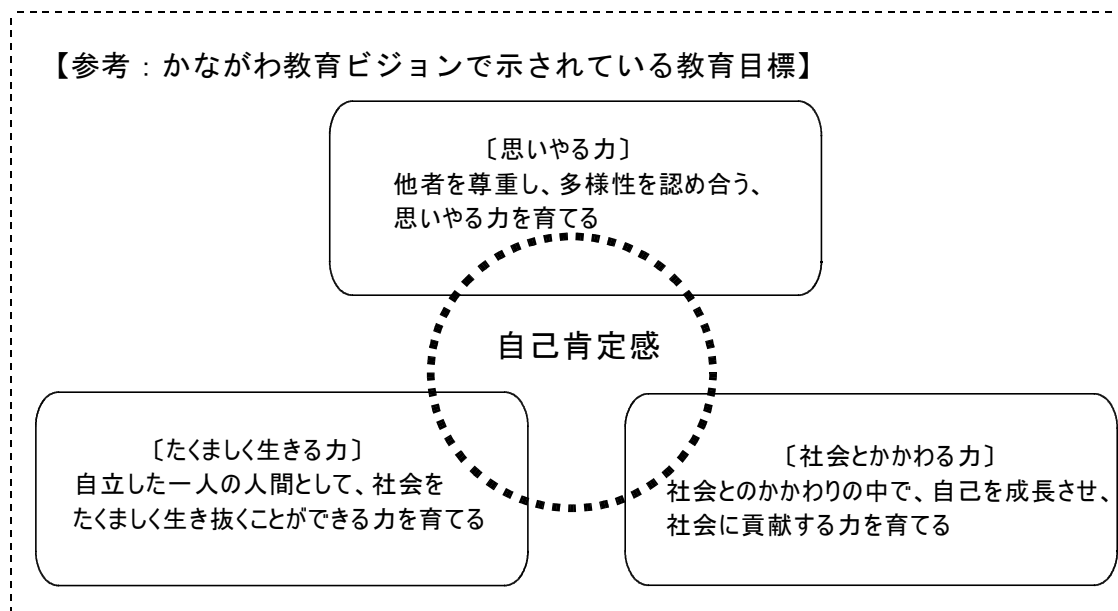 【参考：かながわ教育ビジョンで示されている教育目標】
〔思いやる力〕
他者を尊重し、多様性を認め合う、
思いやる力を育てる
自己肯定感
〔たくましく生きる力〕
自立した一人の人間として、社会を
たくましく生き抜くことができる力を育てる
〔社会とかかわる力〕
社会とのかかわりの中で、自己を成長させ、
社会に貢献する力を育てる